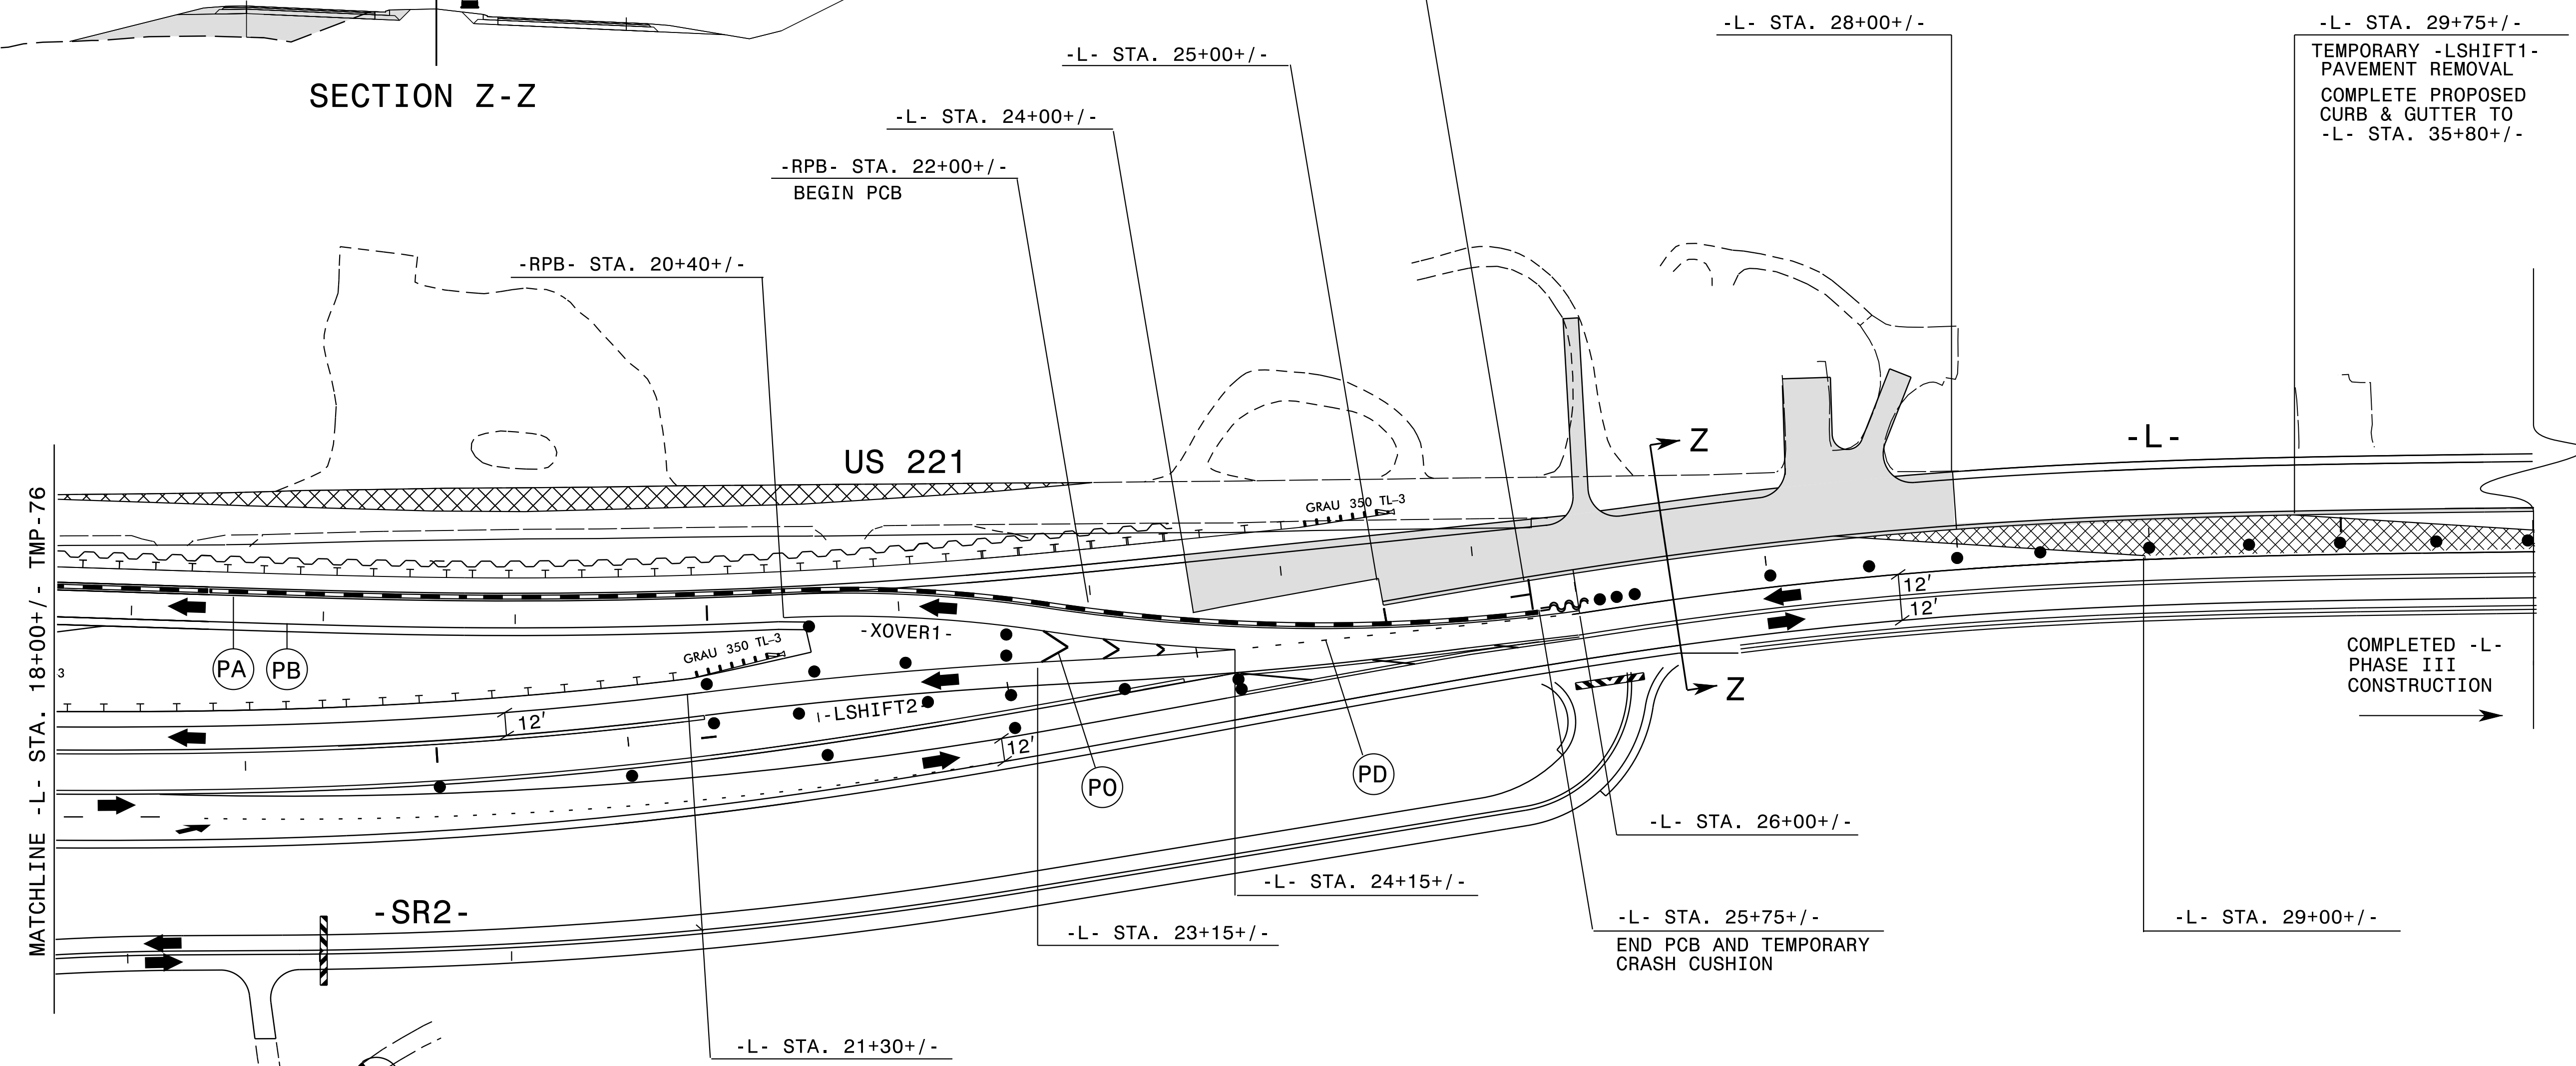 SECTION Z-Z
-L- STA. 28+00+/-
-L- STA. 29+75+/-
TEMPORARY -LSHIFT1-
PAVEMENT REMOVAL
COMPLETE PROPOSED
CURB & GUTTER TO
-L- STA. 35+80+/-
-L- STA. 25+00+/-
-L- STA. 24+00+/-
-RPB- STA. 22+00+/-
BEGIN PCB
-RPB- STA. 20+40+/-
US 221
Z
-L-
GRAU 350 TL-3
MATCHLINE -L- STA. 18+00+/- TMP-76
12'
12'
-XOVER1-
GRAU 350 TL-3
PA
PB
3
Z
COMPLETED -L-
PHASE III
CONSTRUCTION
-LSHIFT2-
12'
12'
PO
PD
-L- STA. 26+00+/-
-L- STA. 24+15+/-
-SR2-
-L- STA. 23+15+/-
-L- STA. 25+75+/-
END PCB AND TEMPORARY
CRASH CUSHION
-L- STA. 29+00+/-
-L- STA. 21+30+/-